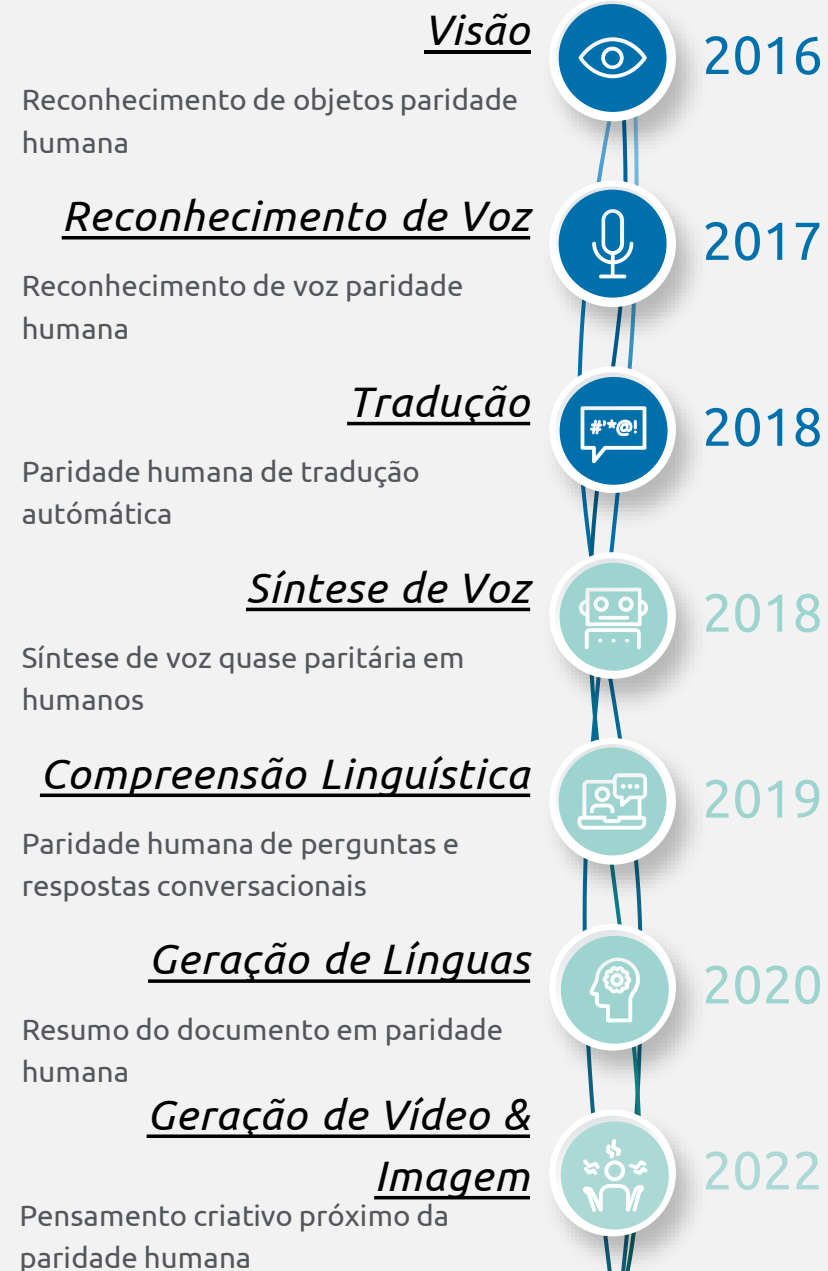 Visão
2016
Reconhecimento de objetos paridade
humana
Reconhecimento de Voz
2017
Reconhecimento de voz paridade
humana
Tradução
#'*@!
2018
Paridade humana de tradução
autómática
Síntese de Voz
2018
Síntese de voz quase paritária em
humanos
Compreensão Linguística
2019
Paridade humana de perguntas e
respostas conversacionais
Geração de Línguas
2020
Resumo do documento em paridade
humana
Geração de Vídeo &
Imagem
2022
Pensamento criativo próximo da
paridade humana